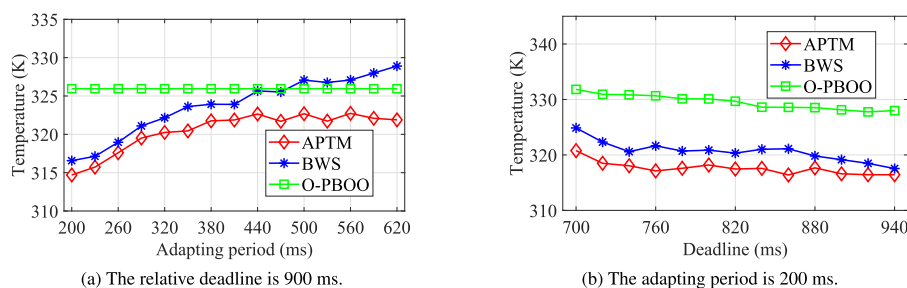 335
330
325
320
315
310
Temperature (K)
APTM
BWS
O-PBOO
200 260 320 380 440 500 560 620
Adapting period (ms)
(a) The relative deadline is 900 ms.
340
330
320
310
Temperature (K)
APTM
BWS
O-PBOO
700 760 820 880 940
Deadline (ms)
(b) The adapting period is 200 ms.